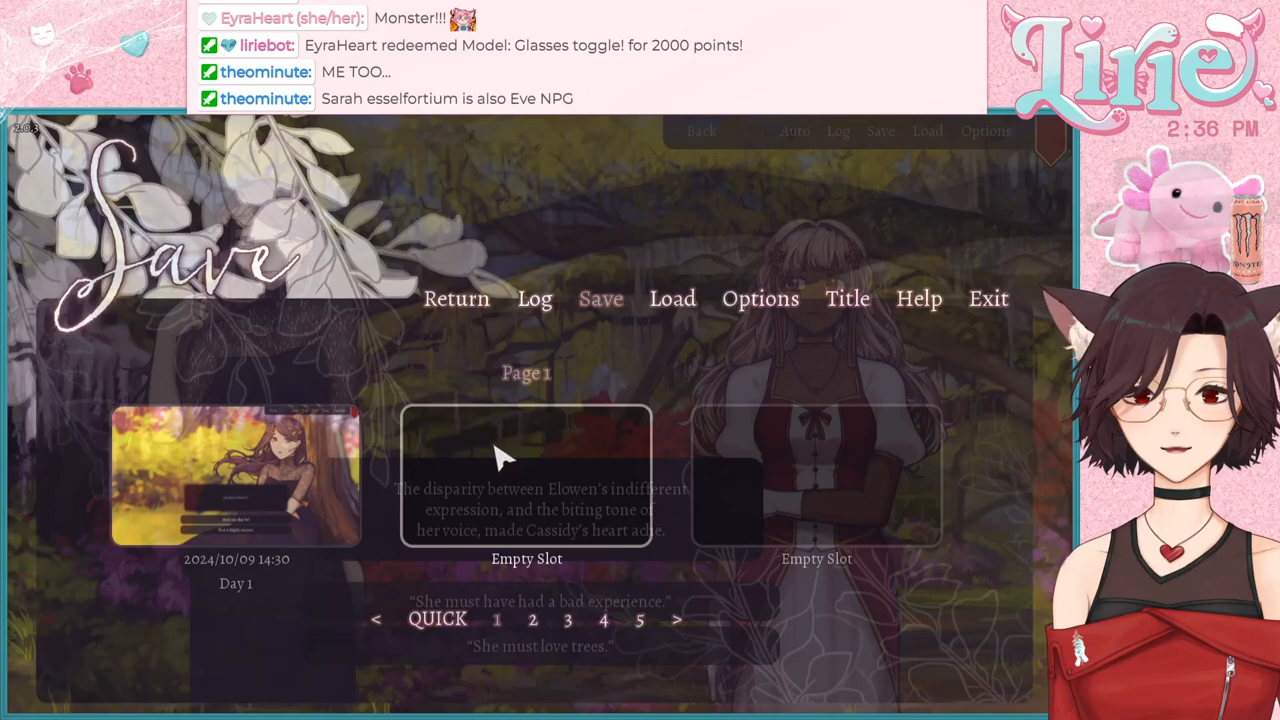 EyraHeart (she/her): Monster!!!
liriebot: EyraHeart redeemed Model: Glasses toggle! for 2000 points!
theominute: ME TOO...
theominute: Sarah esselfortium is also Eve NPG
Lirie
2:36 PM
2.0.3
Back Auto Log Save Load Options
Save
Return Log Save Load Options Title Help Exit
Page 1
The disparity between Elowen's indifferent
expression, and the biting tone of
her voice, made Cassidy's heart ache.
2024/10/09 14:30
Day 1
Empty Slot
Empty Slot
"She must have had a bad experience."
< QUICK 1 2 3 4 5 >
"She must love trees."
MONSTER